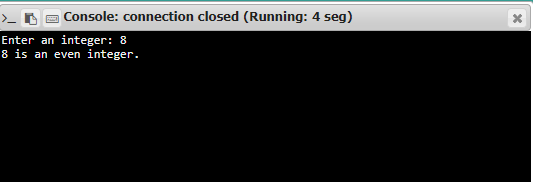 Console: connection closed (Running: 4 seg)
Enter an integer: 8
8 is an even integer.